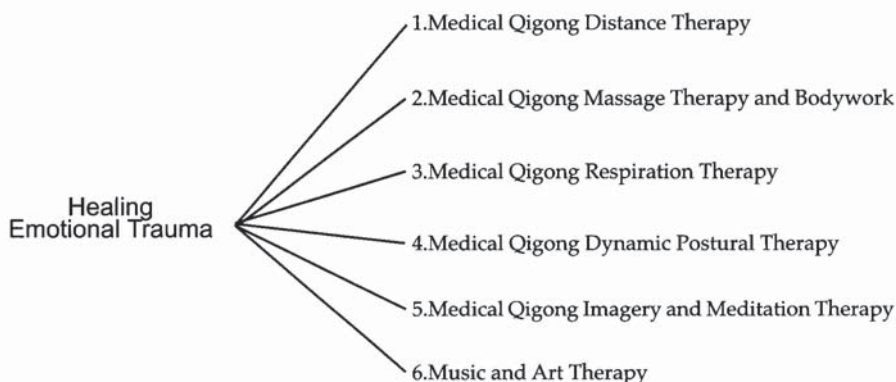 1.Medical Qigong Distance Therapy
2.Medical Qigong Massage Therapy and Bodywork
3.Medical Qigong Respiration Therapy
Healing
Emotional Trauma
4.Medical Qigong Dynamic Postural Therapy
5.Medical Qigong Imagery and Meditation Therapy
6.Music and Art Therapy